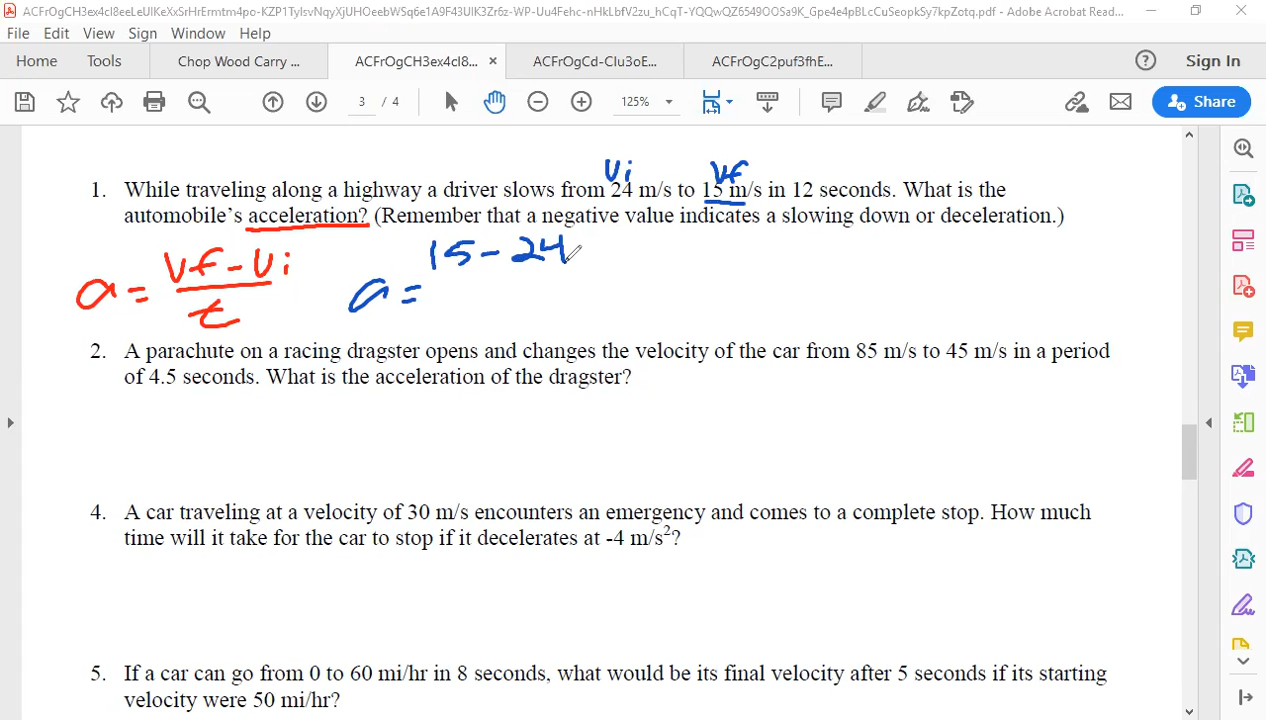 ACFrOgCH3ex4cl8eeLeUlKeXxSrHrErmtm4po-KZP1TylsvNqyXjUHOeebWSq6e1A9F43UlK3Zr6z-WP-Uu4Fehc-nHkLbfV2zu_hCqT-YQQwQZ6549OOSa9K_Gpe4e4pBLcCuSeopkSy7kpZotq.pdf - Adobe Acrobat Read...
File Edit View Sign Window Help
Home Tools Chop Wood Carry ... ACFrOgCH3ex4cl8... × ACFrOgCd-Clu3oE... ACFrOgC2puf3fhE... Sign In
3 / 4 125% Share
Vi Vf
1. While traveling along a highway a driver slows from 24 m/s to 15 m/s in 12 seconds. What is the
automobile's acceleration? (Remember that a negative value indicates a slowing down or deceleration.)
a = Vf - Vi
t
a = 15 - 24
2. A parachute on a racing dragster opens and changes the velocity of the car from 85 m/s to 45 m/s in a period
of 4.5 seconds. What is the acceleration of the dragster?
4. A car traveling at a velocity of 30 m/s encounters an emergency and comes to a complete stop. How much
time will it take for the car to stop if it decelerates at -4 m/s²?
5. If a car can go from 0 to 60 mi/hr in 8 seconds, what would be its final velocity after 5 seconds if its starting
velocity were 50 mi/hr?